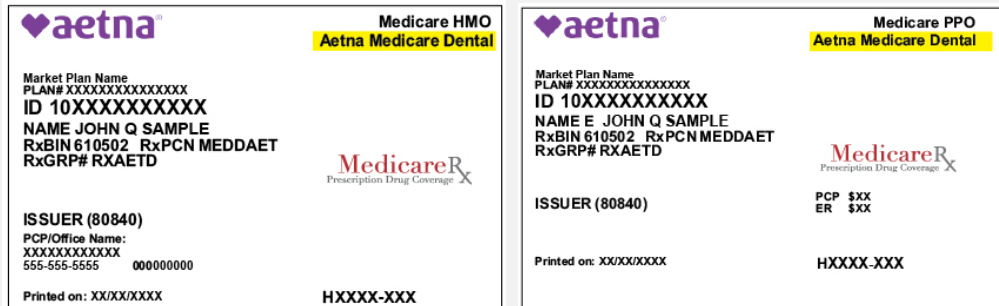 aetna
Medicare HMO
Aetna Medicare Dental
Market Plan Name
PLAN# XXXXXXXXXXXXXXX
ID 10XXXXXXXXXX
NAME JOHN Q SAMPLE
RxBIN 610502 RxPCN MEDDAET
RxGRP# RXAETD
MedicareRx
Prescription Drug Coverage
ISSUER (80840)
PCP/Office Name:
XXXXXXXXXXXX
555-555-5555 000000000
Printed on: XX/XX/XXXX HXXXX-XXX
aetna
Medicare PPO
Aetna Medicare Dental
Market Plan Name
PLAN# XXXXXXXXXXXXXXX
ID 10XXXXXXXXXX
NAME E JOHN Q SAMPLE
RxBIN 610502 RxPCN MEDDAET
RxGRP# RXAETD
MedicareRx
Prescription Drug Coverage
ISSUER (80840)
PCP $XX
ER $XX
Printed on: XX/XX/XXXX HXXXX-XXX